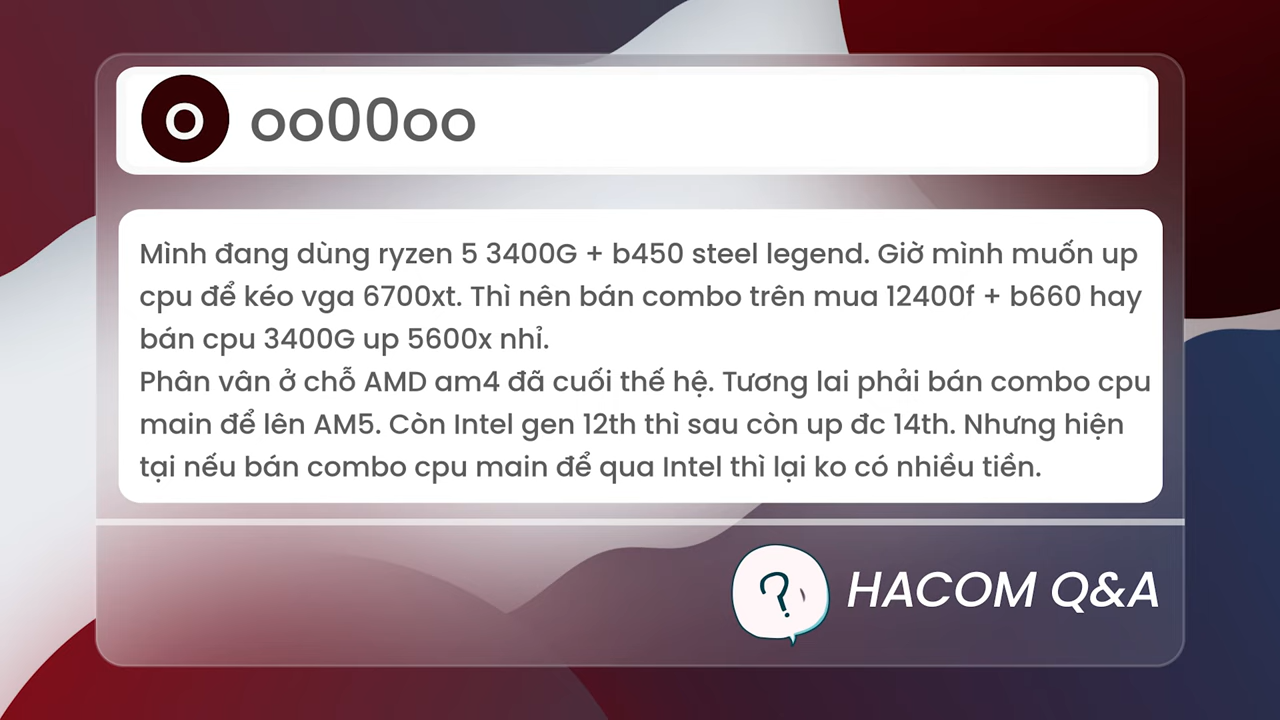 O oo00oo
Mình đang dùng ryzen 5 3400G + b450 steel legend. Giờ mình muốn up
cpu để kéo vga 6700xt. Thì nên bán combo trên mua 12400f + b660 hay
bán cpu 3400G up 5600x nhỉ.
Phân vân ở chỗ AMD am4 đã cuối thế hệ. Tương lai phải bán combo cpu
main để lên AM5. Còn Intel gen 12th thì sau còn up đc 14th. Nhưng hiện
tại nếu bán combo cpu main để qua Intel thì lại ko có nhiều tiền.
? HACOM Q&A